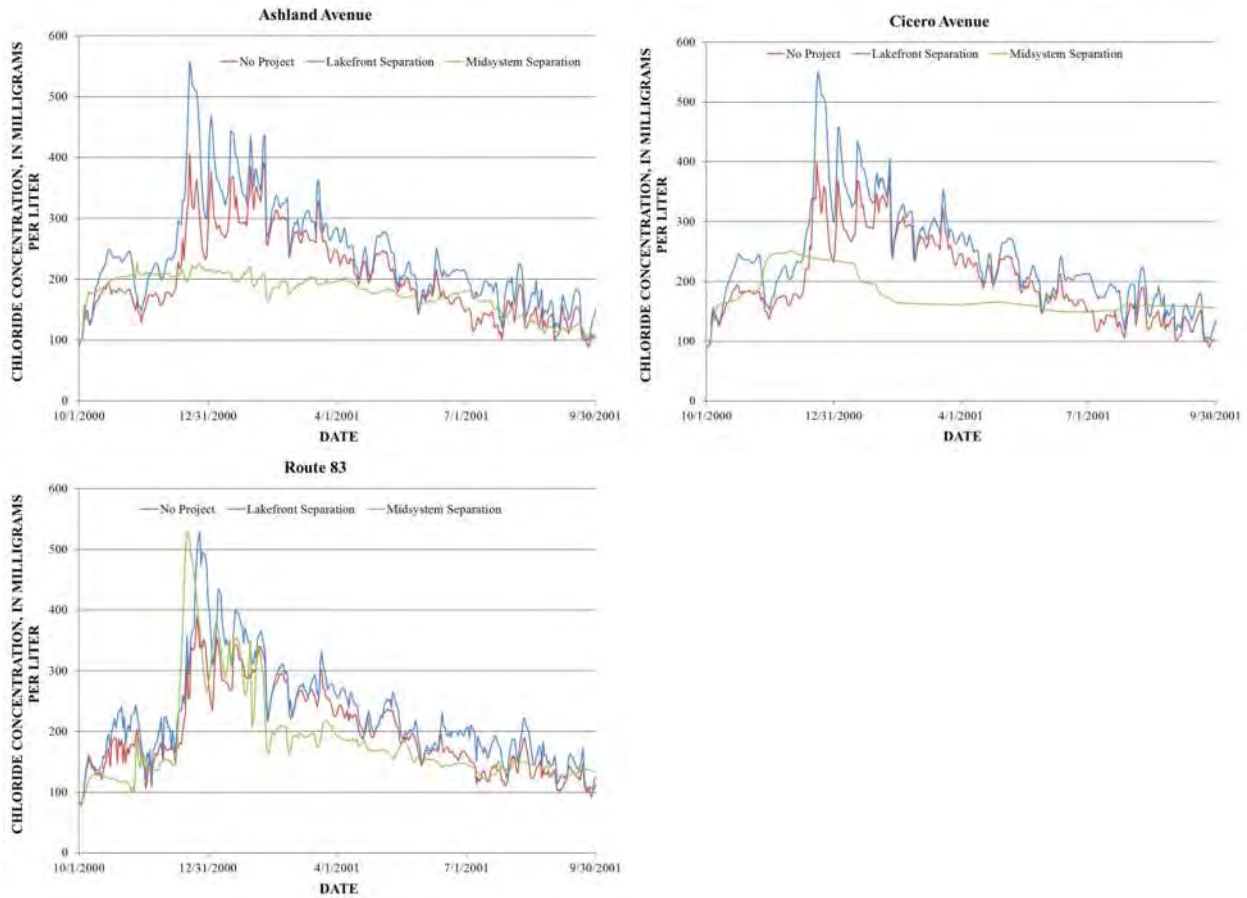 Ashland Avenue
CHLORIDE CONCENTRATION, IN MILLIGRAMS
PER LITER
600
500
400
300
200
100
0
No Project
Lakefront Separation
Midsystem Separation
10/1/2000
12/31/2000
4/1/2001
7/1/2001
9/30/2001
DATE
Cicero Avenue
CHLORIDE CONCENTRATION, IN MILLIGRAMS
PER LITER
600
500
400
300
200
100
0
No Project
Lakefront Separation
Midsystem Separation
10/1/2000
12/31/2000
4/1/2001
7/1/2001
9/30/2001
DATE
Route 83
CHLORIDE CONCENTRATION, IN MILLIGRAMS
PER LITER
600
500
400
300
200
100
0
No Project
Lakefront Separation
Midsystem Separation
10/1/2000
12/31/2000
4/1/2001
7/1/2001
9/30/2001
DATE